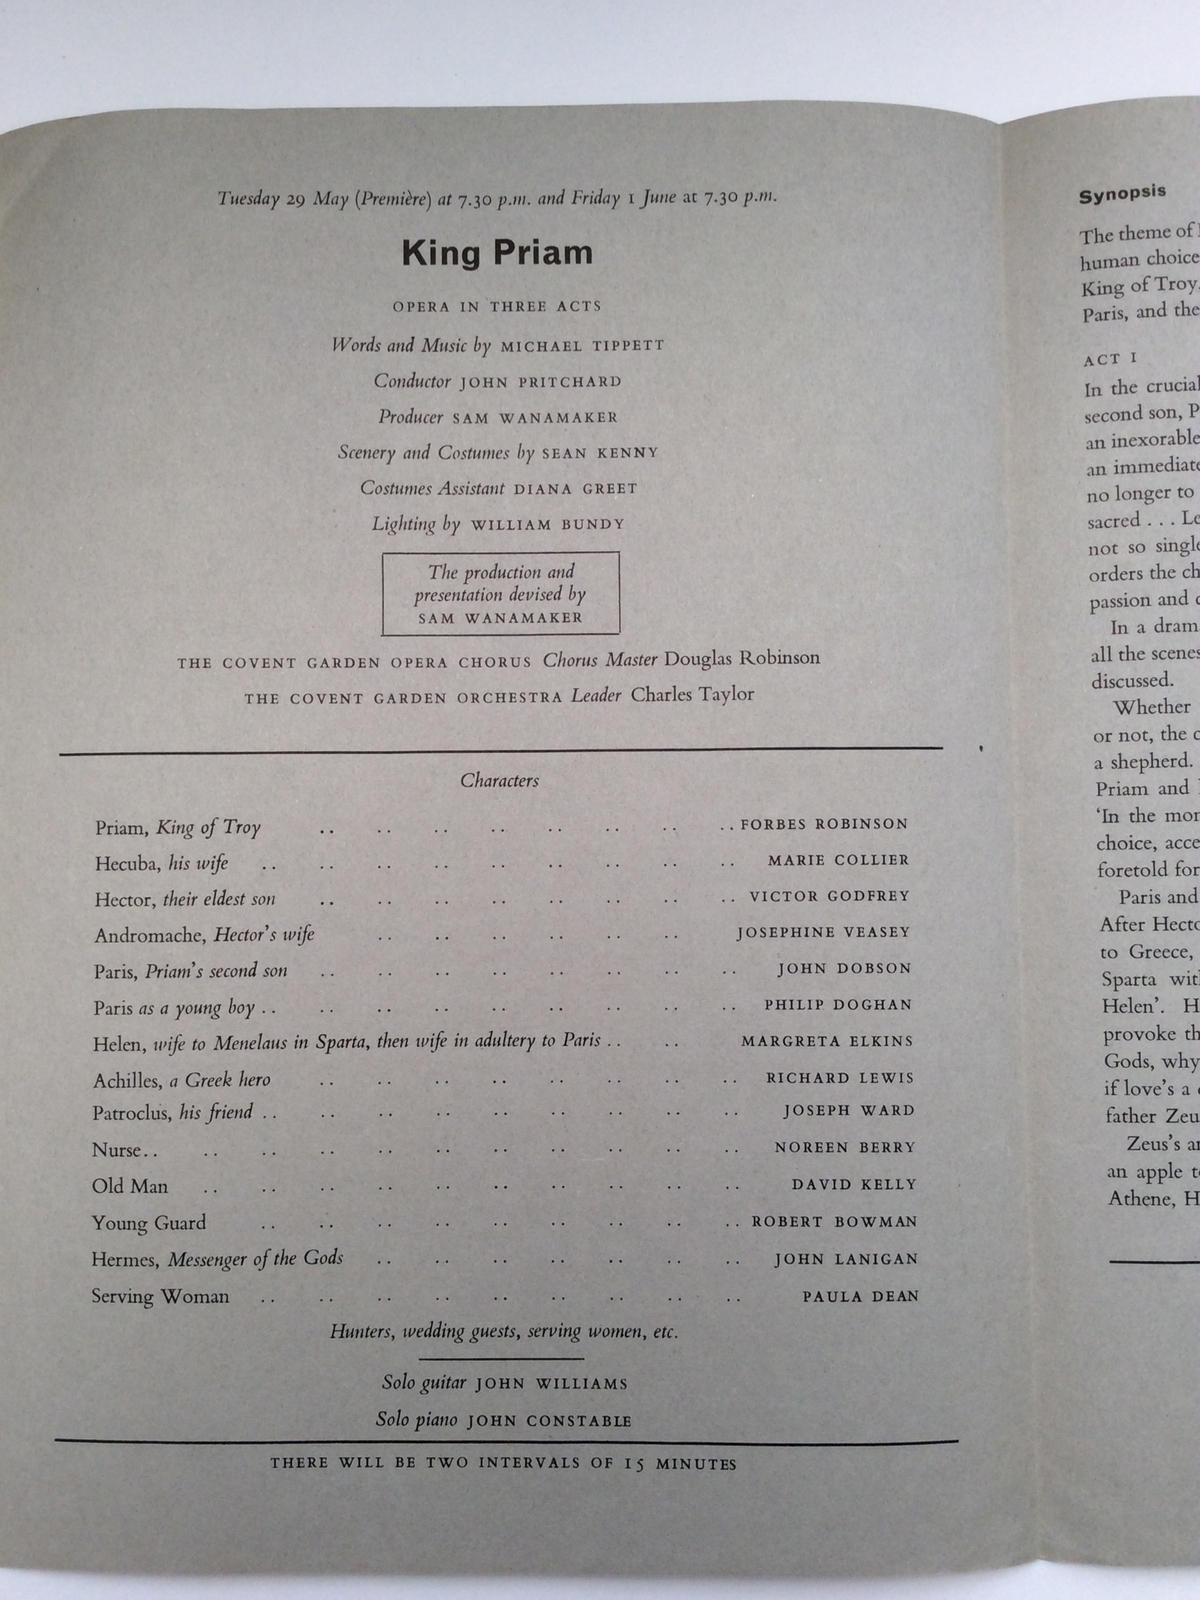 Tuesday 29 May (Première) at 7.30 p.m. and Friday 1 June at 7.30 p.m.
King Priam
OPERA IN THREE ACTS
Words and Music by MICHAEL TIPPETT
Conductor JOHN PRITCHARD
Producer SAM WANAMAKER
Scenery and Costumes by SEAN KENNY
Costumes Assistant DIANA GREET
Lighting by WILLIAM BUNDY
The production and
presentation devised by
SAM WANAMAKER
THE COVENT GARDEN OPERA CHORUS Chorus Master Douglas Robinson
THE COVENT GARDEN ORCHESTRA Leader Charles Taylor
Characters
Priam, King of Troy .. .. .. .. .. .. .. .. FORBES ROBINSON
Hecuba, his wife .. .. .. .. .. .. .. .. .. MARIE COLLIER
Hector, their eldest son .. .. .. .. .. .. .. .. VICTOR GODFREY
Andromache, Hector's wife .. .. .. .. .. .. JOSEPHINE VEASEY
Paris, Priam's second son .. .. .. .. .. .. .. .. JOHN DOBSON
Paris as a young boy .. .. .. .. .. .. .. .. .. PHILIP DOGHAN
Helen, wife to Menelaus in Sparta, then wife in adultery to Paris .. .. MARGRETA ELKINS
Achilles, a Greek hero .. .. .. .. .. .. .. .. RICHARD LEWIS
Patroclus, his friend .. .. .. .. .. .. .. .. .. JOSEPH WARD
Nurse .. .. .. .. .. .. .. .. .. .. .. NOREEN BERRY
Old Man .. .. .. .. .. .. .. .. .. .. DAVID KELLY
Young Guard .. .. .. .. .. .. .. .. .. ROBERT BOWMAN
Hermes, Messenger of the Gods .. .. .. .. .. .. .. JOHN LANIGAN
Serving Woman .. .. .. .. .. .. .. .. .. PAULA DEAN
Hunters, wedding guests, serving women, etc.
Solo guitar JOHN WILLIAMS
Solo piano JOHN CONSTABLE
THERE WILL BE TWO INTERVALS OF 15 MINUTES
Synopsis
The theme of
human choice
King of Troy,
Paris, and the
ACT I
In the crucial
second son, P
an inexorable
an immediate
no longer to
sacred . . . Le
not so single
orders the ch
passion and
In a dram
all the scenes
discussed.
Whether
or not, the
a shepherd.
Priam and
'In the mor
choice, acce
foretold for
Paris and
After Hecto
to Greece,
Sparta with
Helen'. H
provoke th
Gods, why
if love's a
father Zeu
Zeus's a
an apple t
Athene, H